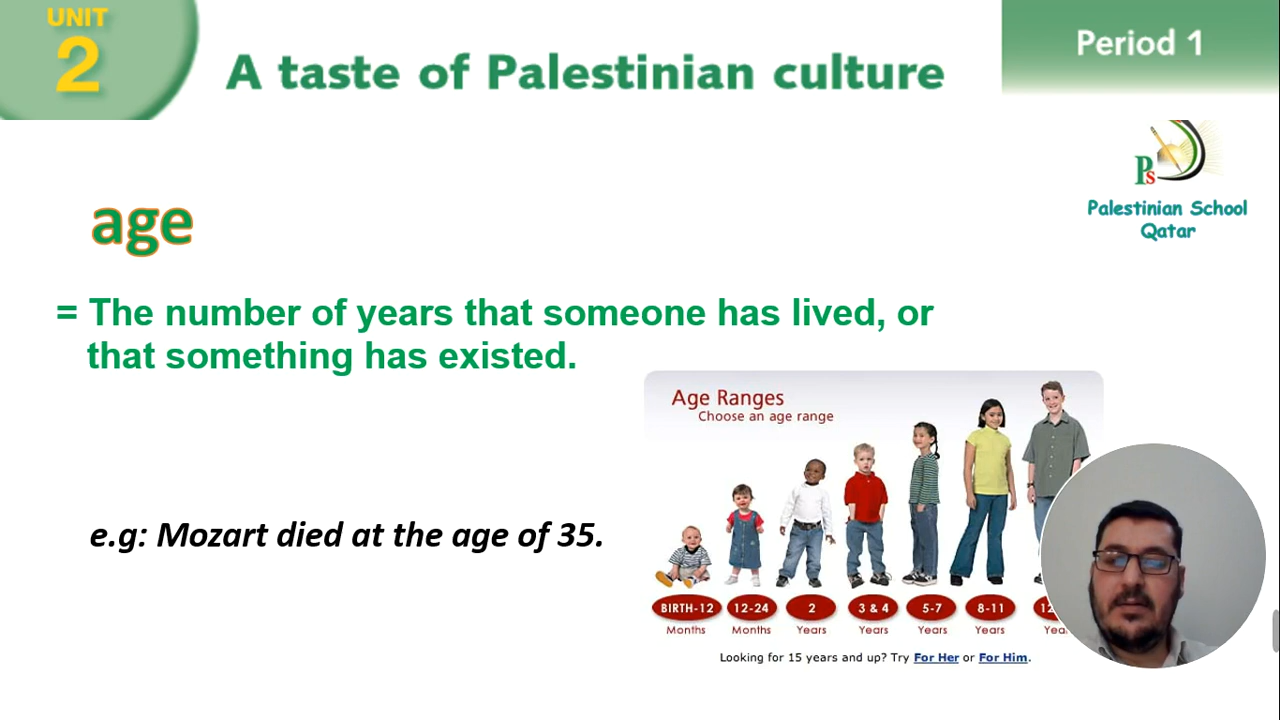 UNIT
2
A taste of Palestinian culture
Period 1
Ps
Palestinian School
Qatar
age
= The number of years that someone has lived, or
that something has existed.
Age Ranges
Choose an age range
e.g: Mozart died at the age of 35.
BIRTH-12 12-24 2 3 & 4 5-7 8-11
Months Months Years Years Years Years
Looking for 15 years and up? Try For Her or For Him.